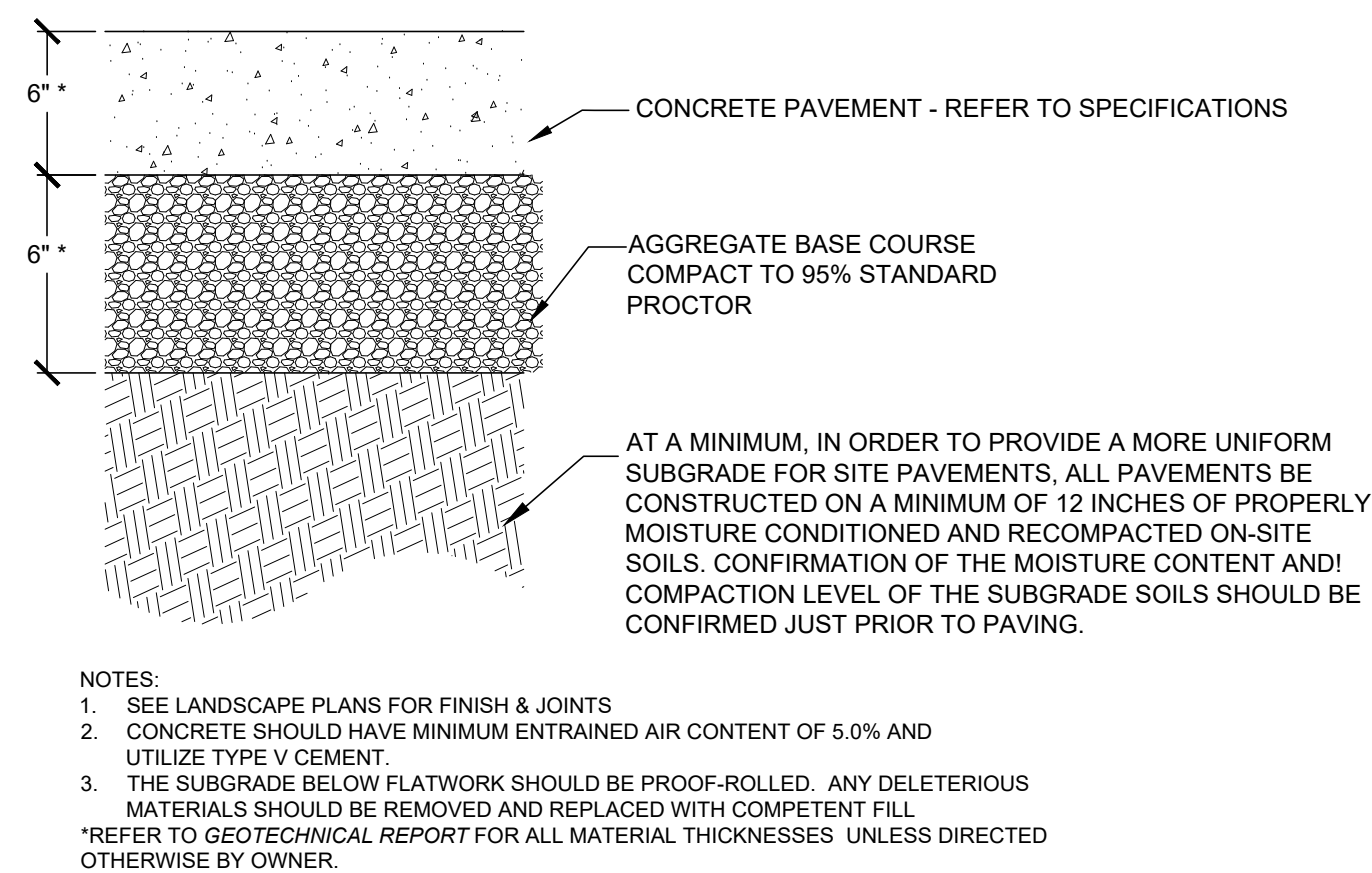 6" *
CONCRETE PAVEMENT - REFER TO SPECIFICATIONS
6" *
AGGREGATE BASE COURSE
COMPACT TO 95% STANDARD
PROCTOR
AT A MINIMUM, IN ORDER TO PROVIDE A MORE UNIFORM
SUBGRADE FOR SITE PAVEMENTS, ALL PAVEMENTS BE
CONSTRUCTED ON A MINIMUM OF 12 INCHES OF PROPERLY
MOISTURE CONDITIONED AND RECOMPACTED ON-SITE
SOILS. CONFIRMATION OF THE MOISTURE CONTENT AND!
COMPACTION LEVEL OF THE SUBGRADE SOILS SHOULD BE
CONFIRMED JUST PRIOR TO PAVING.
NOTES:
1. SEE LANDSCAPE PLANS FOR FINISH & JOINTS
2. CONCRETE SHOULD HAVE MINIMUM ENTRAINED AIR CONTENT OF 5.0% AND
UTILIZE TYPE V CEMENT.
3. THE SUBGRADE BELOW FLATWORK SHOULD BE PROOF-ROLLED. ANY DELETERIOUS
MATERIALS SHOULD BE REMOVED AND REPLACED WITH COMPETENT FILL
*REFER TO GEOTECHNICAL REPORT FOR ALL MATERIAL THICKNESSES UNLESS DIRECTED
OTHERWISE BY OWNER.